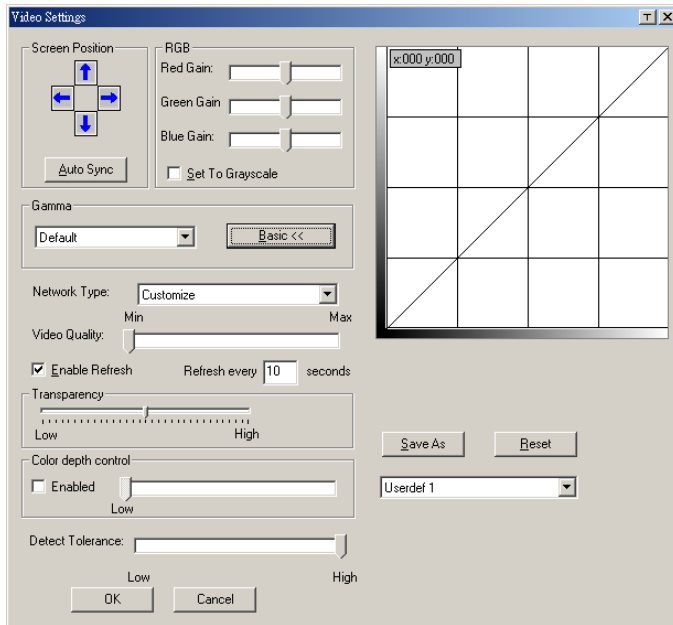 Video Settings
Screen Position
Auto Sync
RGB
Red Gain:
Green Gain
Blue Gain:
Set To Grayscale
Gamma
Default
Basic <<
Network Type:
Customize
Min
Max
Video Quality:
Enable Refresh
Refresh every 10 seconds
Transparency
Low
High
Color depth control
Enabled
Low
Detect Tolerance:
Low
High
OK
Cancel
x:000 y:000
Save As
Reset
Userdef 1